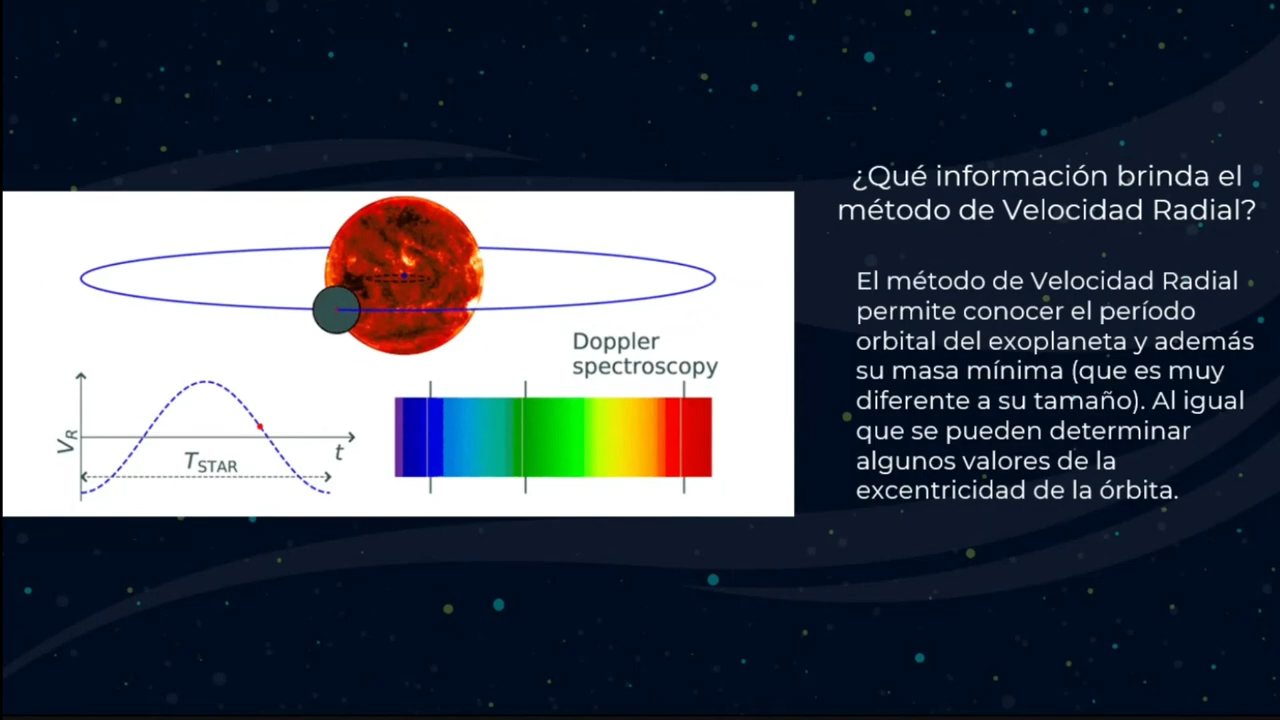 ¿Qué información brinda el
método de Velocidad Radial?
El método de Velocidad Radial
permite conocer el período
orbital del exoplaneta y además
su masa mínima (que es muy
diferente a su tamaño). Al igual
que se pueden determinar
algunos valores de la
excentricidad de la órbita.
Doppler
spectroscopy
V_R
t
T_STAR